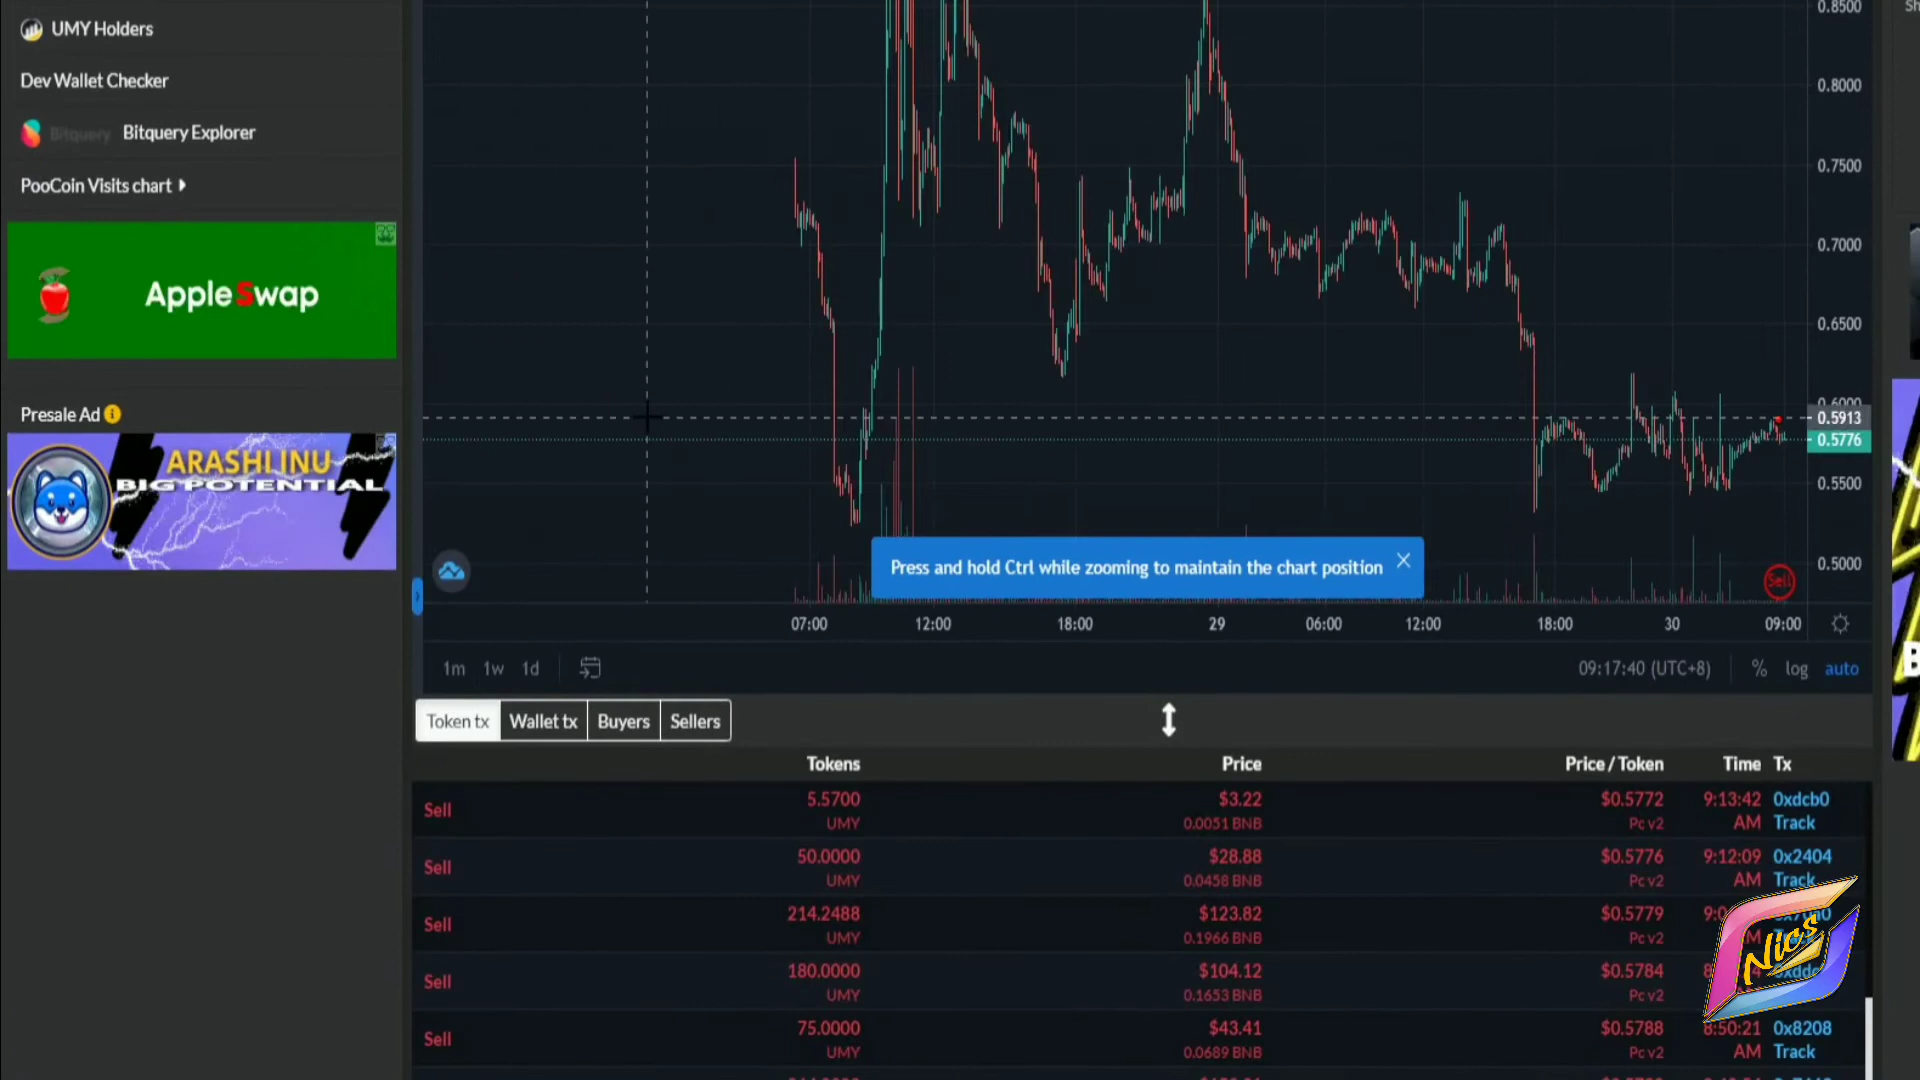 UMY Holders
Dev Wallet Checker
Bitquery Bitquery Explorer
PooCoin Visits chart
AppleSwap
Presale Ad
ARASHI INU
BIG POTENTIAL
0.8500
0.8000
0.7500
0.7000
0.6500
0.6000
0.5913
0.5776
0.5500
0.5000
Sell
Press and hold Ctrl while zooming to maintain the chart position
07:00 12:00 18:00 29 06:00 12:00 18:00 30 09:00
1m 1w 1d
09:17:40 (UTC+8) % log auto
Token tx Wallet tx Buyers Sellers
Tokens Price Price / Token Time Tx
Sell 5.5700 $3.22 $0.5772 9:13:42 0xdcb0
UMY 0.0051 BNB Pc v2 AM Track
Sell 50.0000 $28.88 $0.5776 9:12:09 0x2404
UMY 0.0458 BNB Pc v2 AM Track
Sell 214.2488 $123.82 $0.5779
UMY 0.1966 BNB Pc v2
Sell 180.0000 $104.12 $0.5784
UMY 0.1653 BNB Pc v2
Sell 75.0000 $43.41 $0.5788 8:50:21 0x8208
UMY 0.0689 BNB Pc v2 AM Track
Nics